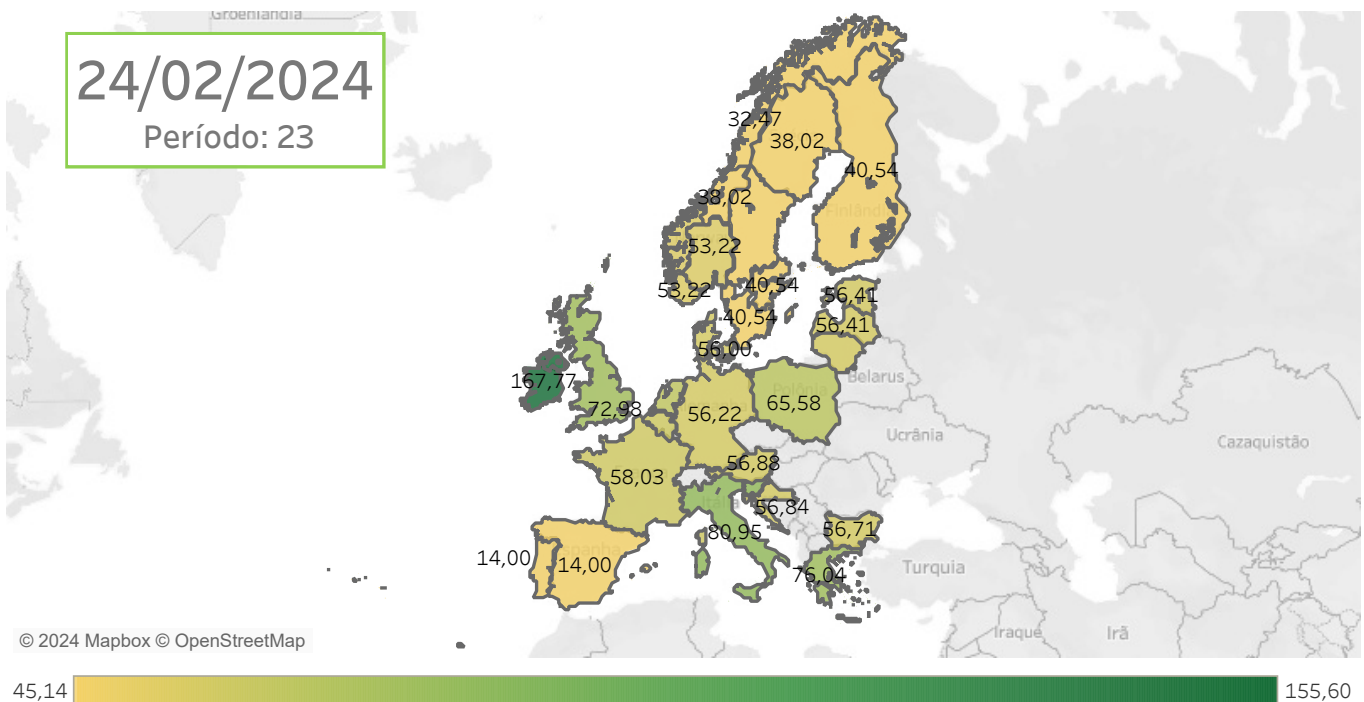 Groenlândia
24/02/2024
Período: 23
32,47
38,02
40,54
38,02
Finlândia
53,22
53,22
40,54
56,41
40,54
56,41
56,00
167,77
72,98
56,22
Polônia
65,58
Belarus
Ucrânia
Cazaquistão
58,03
56,88
Itália
56,84
80,95
56,71
14,00
Espanha
14,00
76,04
Turquia
Iraque
Irã
© 2024 Mapbox © OpenStreetMap
45,14
155,60